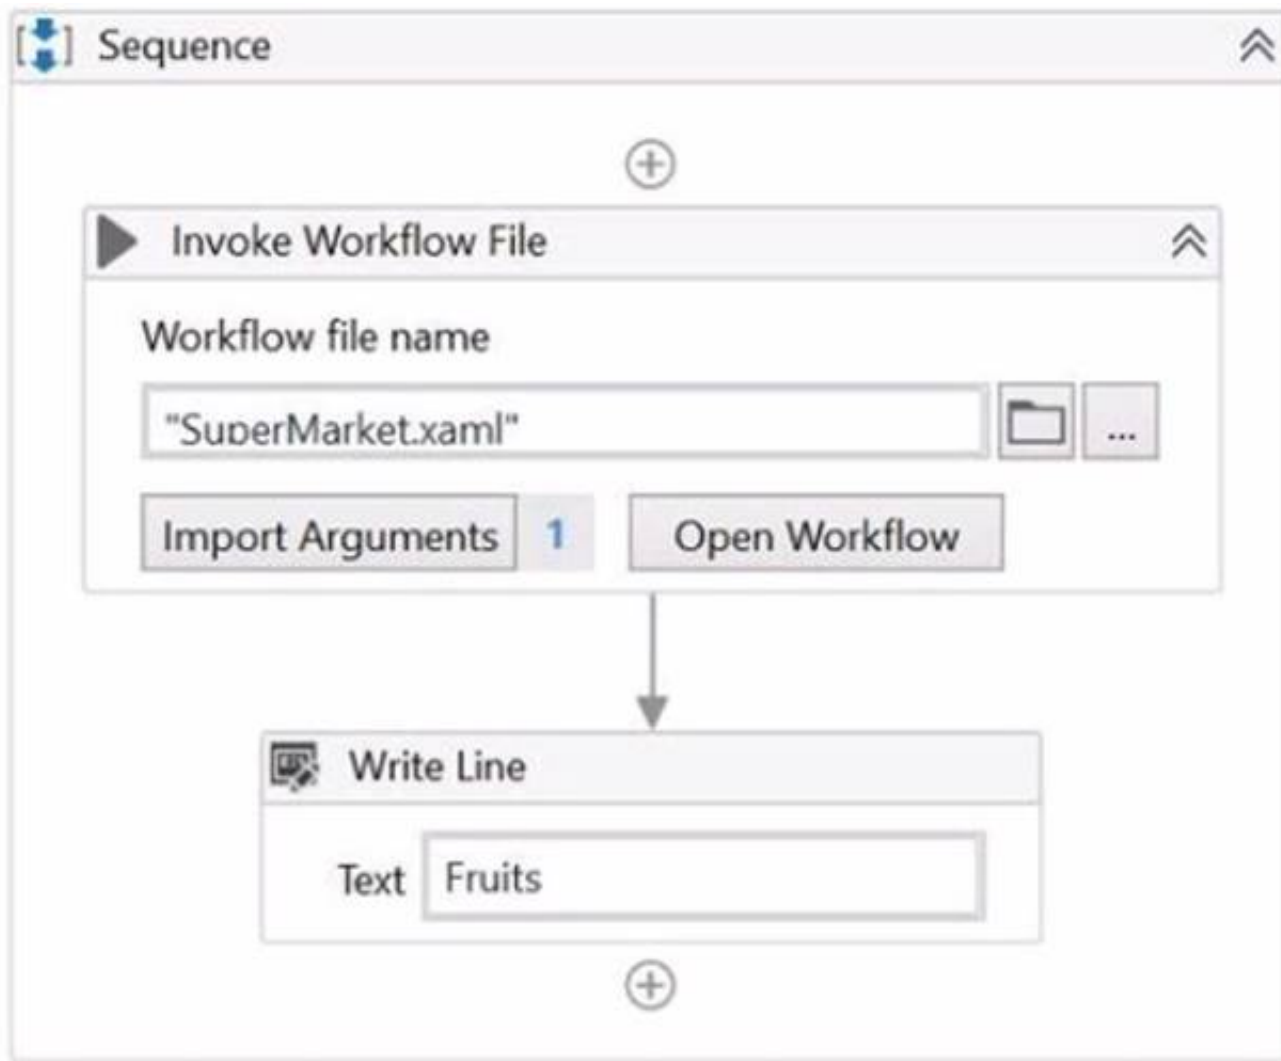 Sequence
Invoke Workflow File
Workflow file name
"SuperMarket.xaml"
...
Import Arguments 1 Open Workflow
Write Line
Text Fruits